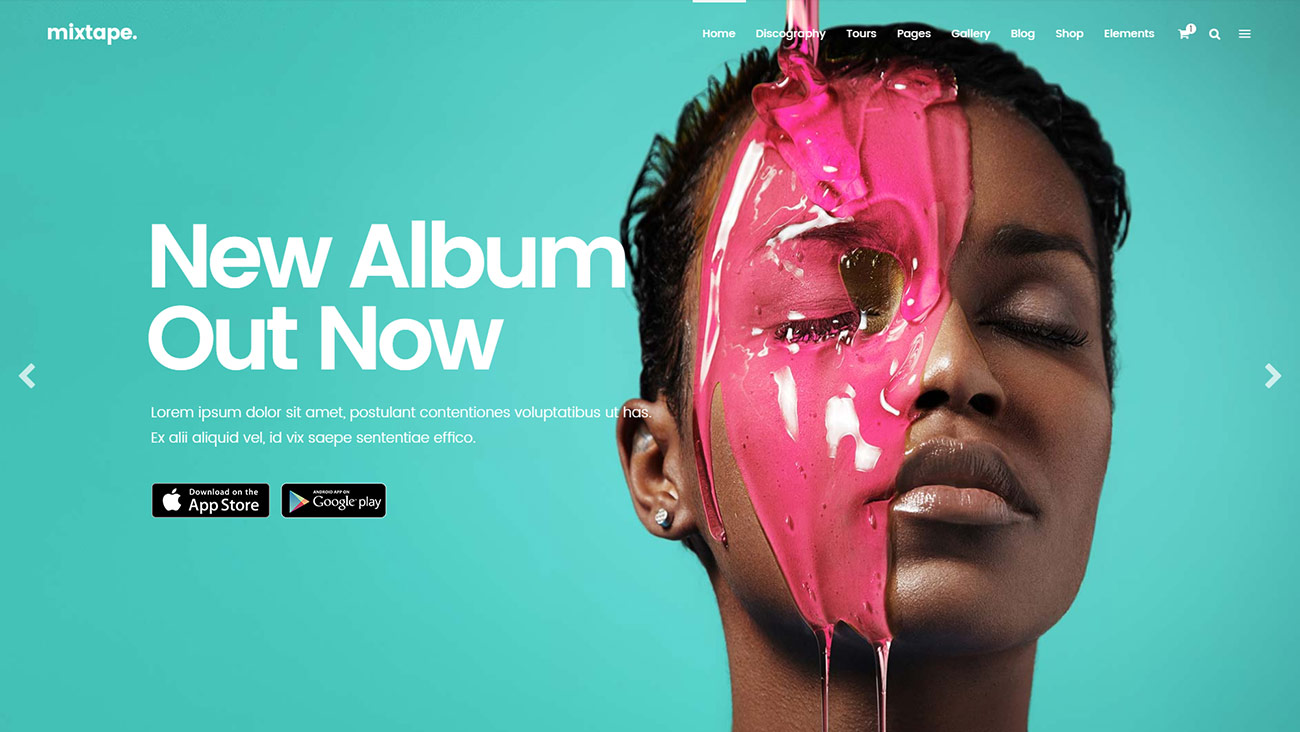 mixtape.
Home Discography Tours Pages Gallery Blog Shop Elements 1
New Album
Out Now
Lorem ipsum dolor sit amet, postulant contentiones voluptatibus ut has.
Ex alii aliquid vel, id vix saepe sententiae effico.
Download on the
App Store
ANDROID APP ON
Google play